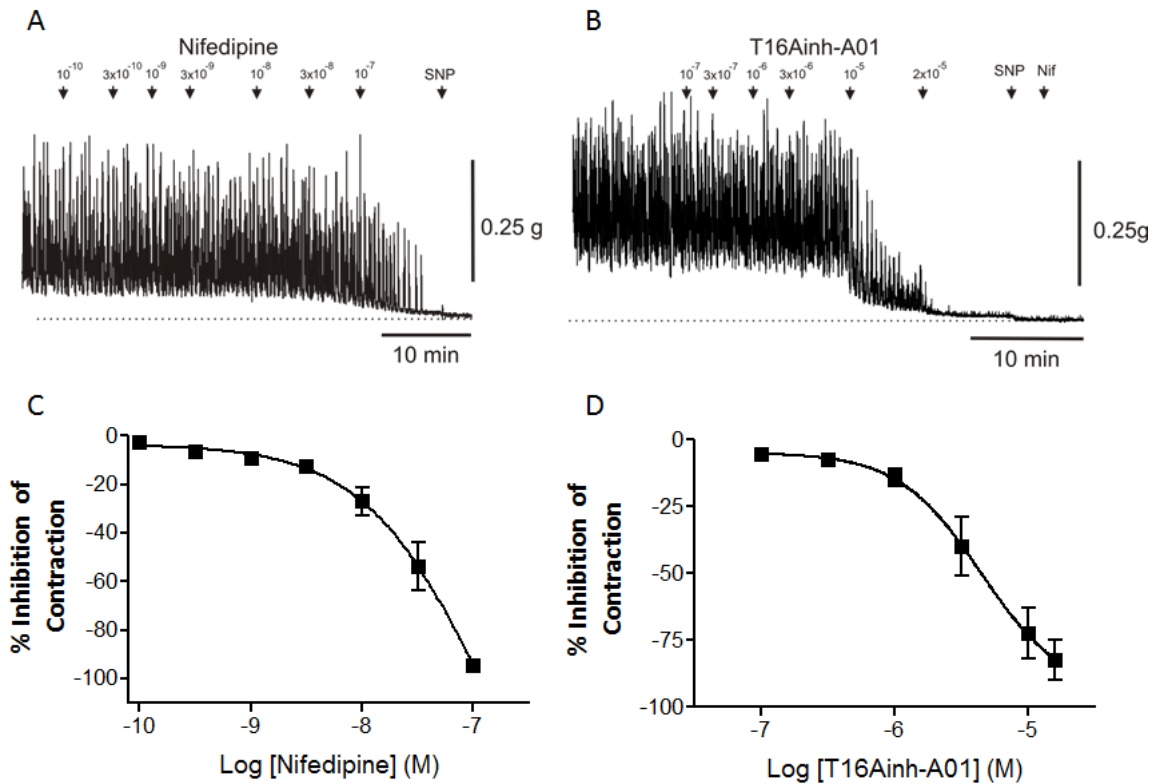 A
Nifedipine
10⁻¹⁰ 3x10⁻¹⁰ 10⁻⁹ 3x10⁻⁹ 10⁻⁸ 3x10⁻⁸ 10⁻⁷ SNP
0.25 g
10 min
B
T16Ainh-A01
10⁻⁷ 3x10⁻⁷ 10⁻⁶ 3x10⁻⁶ 10⁻⁵ 2x10⁻⁵ SNP Nif
0.25g
10 min
C
% Inhibition of
Contraction
0
-20
-40
-60
-80
-100
-10 -9 -8 -7
Log [Nifedipine] (M)
D
% Inhibition of
Contraction
0
-25
-50
-75
-100
-7 -6 -5
Log [T16Ainh-A01] (M)